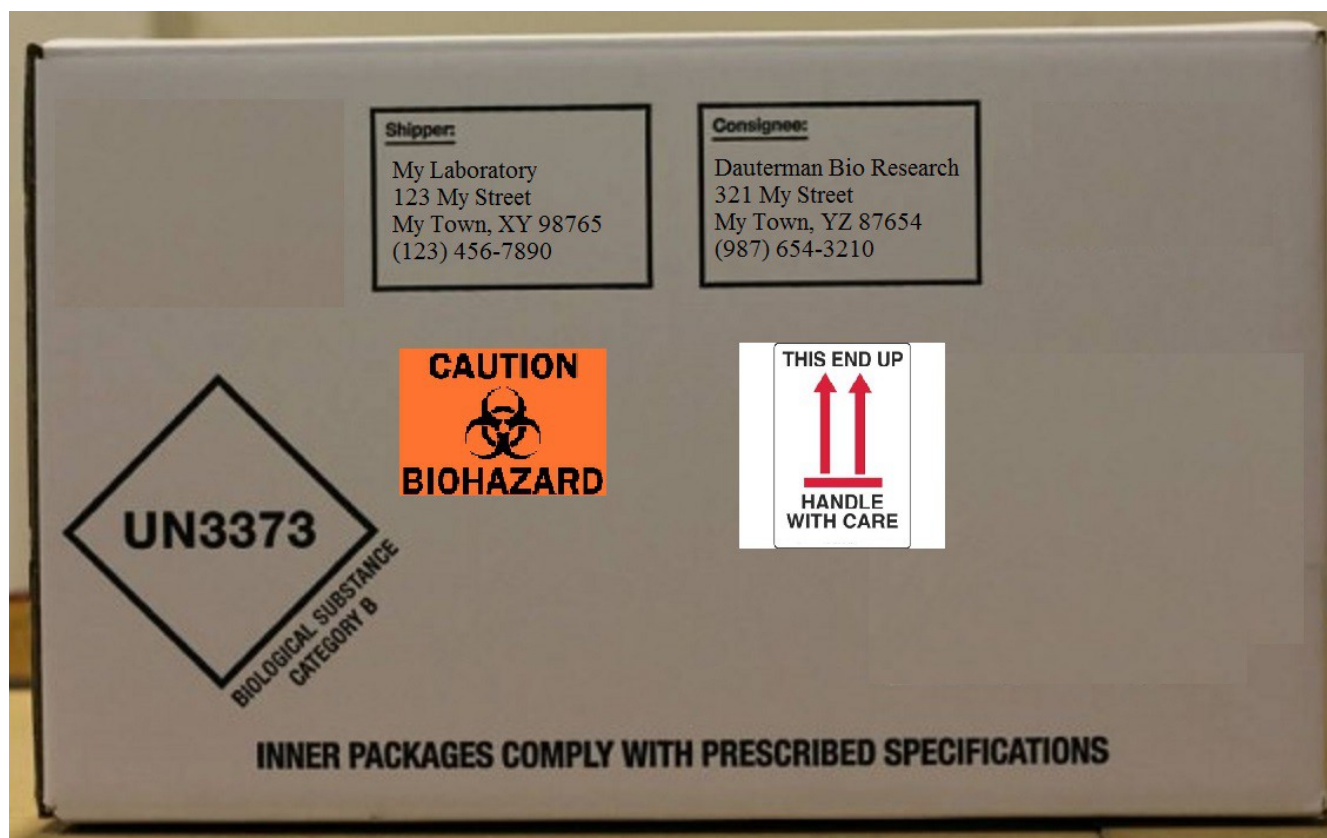 Shipper:
My Laboratory
123 My Street
My Town, XY 98765
(123) 456-7890
Consignee:
Dauterman Bio Research
321 My Street
My Town, YZ 87654
(987) 654-3210
CAUTION
BIOHAZARD
THIS END UP
HANDLE
WITH CARE
UN3373
BIOLOGICAL SUBSTANCE
CATEGORY B
INNER PACKAGES COMPLY WITH PRESCRIBED SPECIFICATIONS